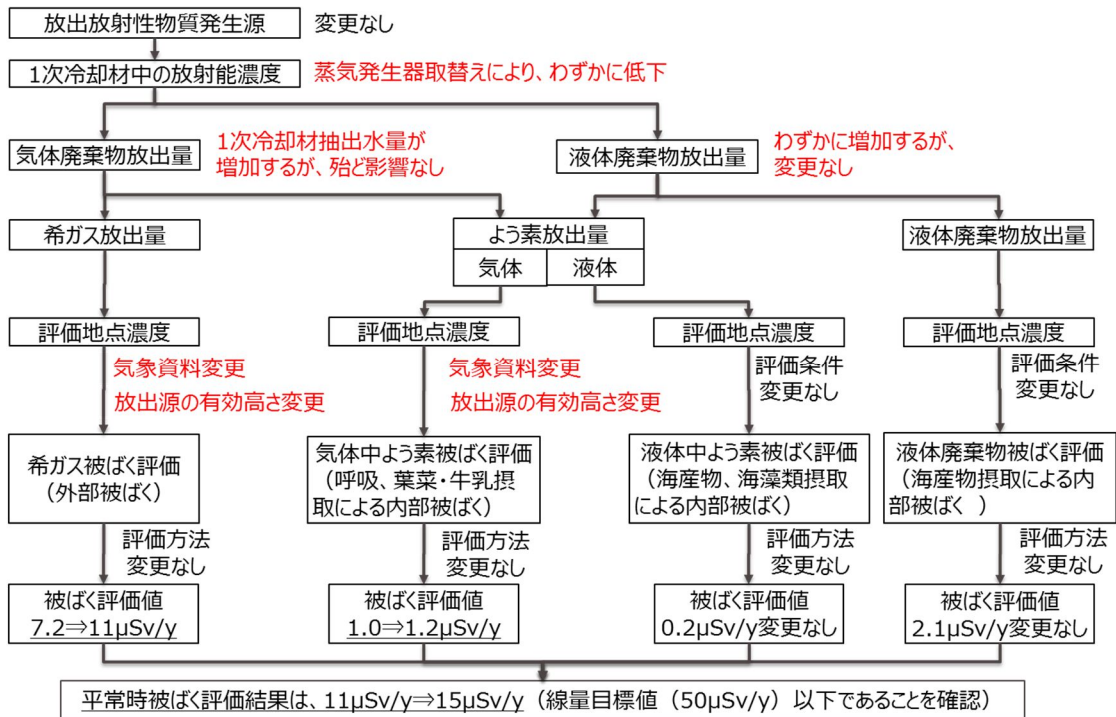 放出放射性物質発生源
変更なし
1次冷却材中の放射能濃度
蒸気発生器取替えにより、わずかに低下
気体廃棄物放出量
1次冷却材抽出水量が
増加するが、殆ど影響なし
液体廃棄物放出量
わずかに増加するが、
変更なし
希ガス放出量
よう素放出量
気体
液体
液体廃棄物放出量
評価地点濃度
評価地点濃度
評価地点濃度
評価地点濃度
気象資料変更
放出源の有効高さ変更
気象資料変更
放出源の有効高さ変更
評価条件
変更なし
評価条件
変更なし
希ガス被ばく評価
（外部被ばく）
気体中よう素被ばく評価
（呼吸、葉菜・牛乳摂
取による内部被ばく）
液体中よう素被ばく評価
（海産物、海藻類摂取
による内部被ばく）
液体廃棄物被ばく評価
（海産物摂取による内
部被ばく ）
評価方法
変更なし
評価方法
変更なし
評価方法
変更なし
評価方法
変更なし
被ばく評価値
7.2⇒11μSv/y
被ばく評価値
1.0⇒1.2μSv/y
被ばく評価値
0.2μSv/y変更なし
被ばく評価値
2.1μSv/y変更なし
平常時被ばく評価結果は、11μSv/y⇒15μSv/y（線量目標値（50μSv/y）以下であることを確認）